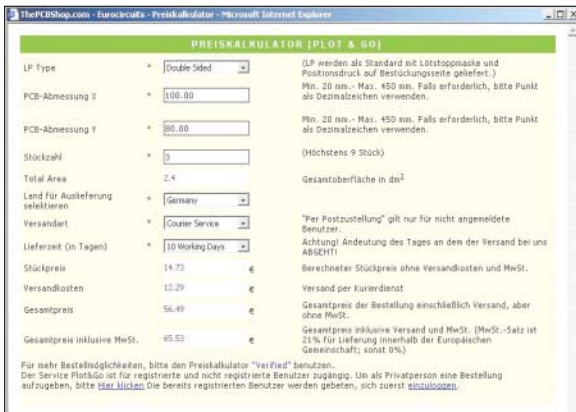 ThePCBShop.com - Eurocircuits - Preiskalkulator - Microsoft Internet Explorer
PREISKALKULATOR [PLOT & GO]
LP Type * Double Sided (LP werden als Standard mit Lötstoppmaske und
Positionsdruck auf Bestückungsseite geliefert.)
PCB-Abmessung X * 100.00 Min. 20 mm.- Max. 450 mm. Falls erforderlich, bitte Punkt
als Dezimalzeichen verwenden.
PCB-Abmessung Y * 80.00 Min. 20 mm.- Max. 450 mm. Falls erforderlich, bitte Punkt
als Dezimalzeichen verwenden.
Stückzahl * 3 (Höchstens 9 Stück)
Total Area 2.4 Gesamtoberfläche in dm²
Land für Auslieferung
selektieren * Germany
Versandart * Courier Service "Per Postzustellung" gilt nur für nicht angemeldete
Benutzer.
Lieferzeit (in Tagen) * 10 Working Days Achtung! Andeutung des Tages an dem der Versand bei uns
ABGEHT!
Stückpreis 14.73 € Berechneter Stückpreis ohne Versandkosten und MwSt.
Versandkosten 12.29 € Versand per Kurierdienst
Gesamtpreis 56.49 € Gesamtpreis der Bestellung einschließlich Versand, aber
ohne MwSt.
Gesamtpreis inklusive MwSt. 65.53 € Gesamtpreis inklusive Versand und MwSt. (MwSt.-Satz ist
21% für Lieferung innerhalb der Europäischen
Gemeinschaft; sonst 0%)
Für mehr Bestellmöglichkeiten, bitte den Preiskalkulator "Verified" benutzen.
Der Service Plot&Go ist für registrierte und nicht registrierte Benutzer zugängig. Um als Privatperson eine Bestellung
aufzugeben, bitte Hier klicken Die bereits registrierten Benutzer werden gebeten, sich zuerst einzuloggen.